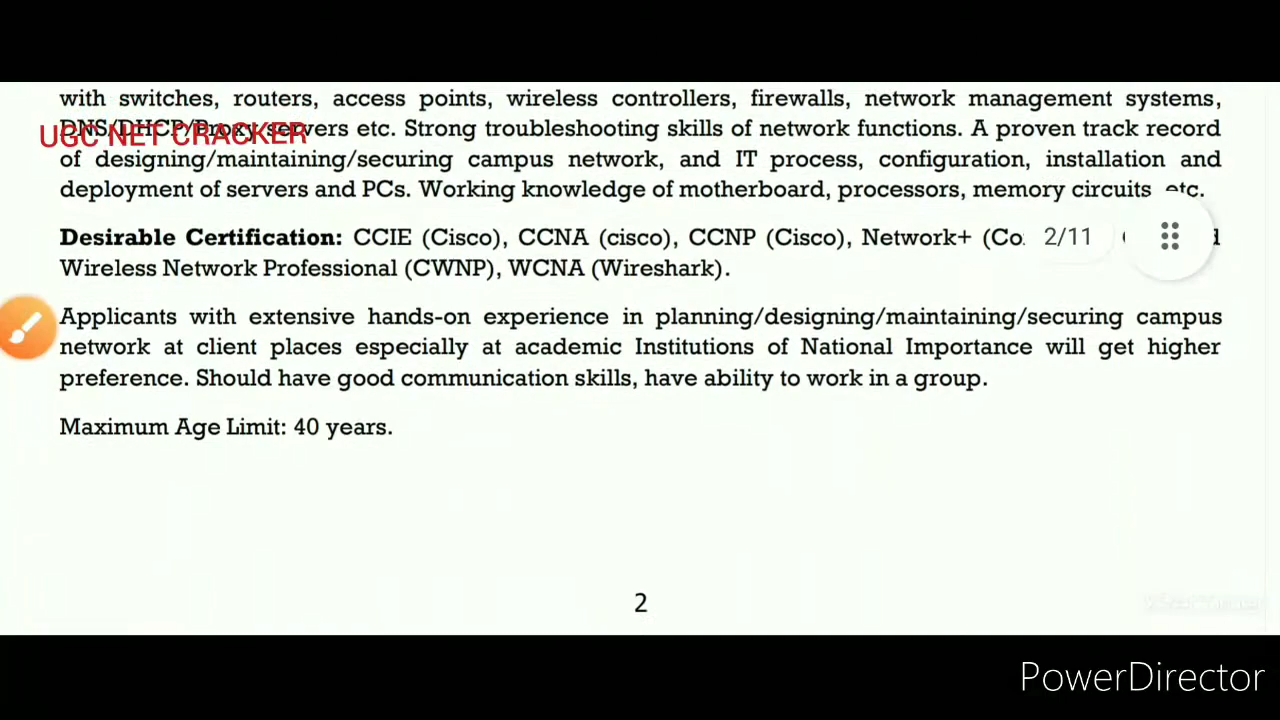 with switches, routers, access points, wireless controllers, firewalls, network management systems,
DNS/DHCP/Proxy servers etc. Strong troubleshooting skills of network functions. A proven track record
UGC NET CRACKER
of designing/maintaining/securing campus network, and IT process, configuration, installation and
deployment of servers and PCs. Working knowledge of motherboard, processors, memory circuits etc.
Desirable Certification: CCIE (Cisco), CCNA (cisco), CCNP (Cisco), Network+ (Co
2/11
Wireless Network Professional (CWNP), WCNA (Wireshark).
Applicants with extensive hands-on experience in planning/designing/maintaining/securing campus
network at client places especially at academic Institutions of National Importance will get higher
preference. Should have good communication skills, have ability to work in a group.
Maximum Age Limit: 40 years.
2
PowerDirector